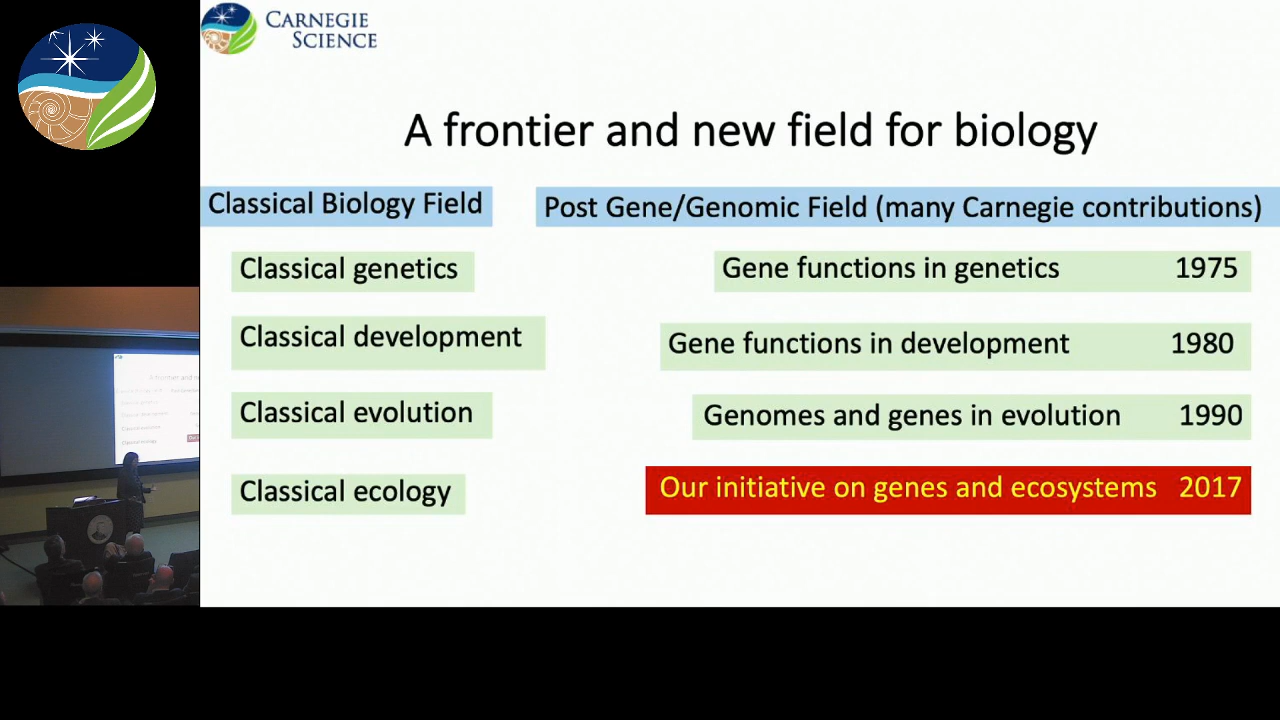 CARNEGIE
SCIENCE
A frontier and new field for biology
Classical Biology Field
Post Gene/Genomic Field (many Carnegie contributions)
Classical genetics
Gene functions in genetics 1975
Classical development
Gene functions in development 1980
Classical evolution
Genomes and genes in evolution 1990
Classical ecology
Our initiative on genes and ecosystems 2017